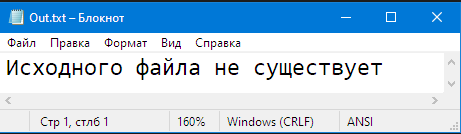 Out.txt – Блокнот
Файл Правка Формат Вид Справка
Исходного файла не существует
Стр 1, стлб 1 160% Windows (CRLF) ANSI